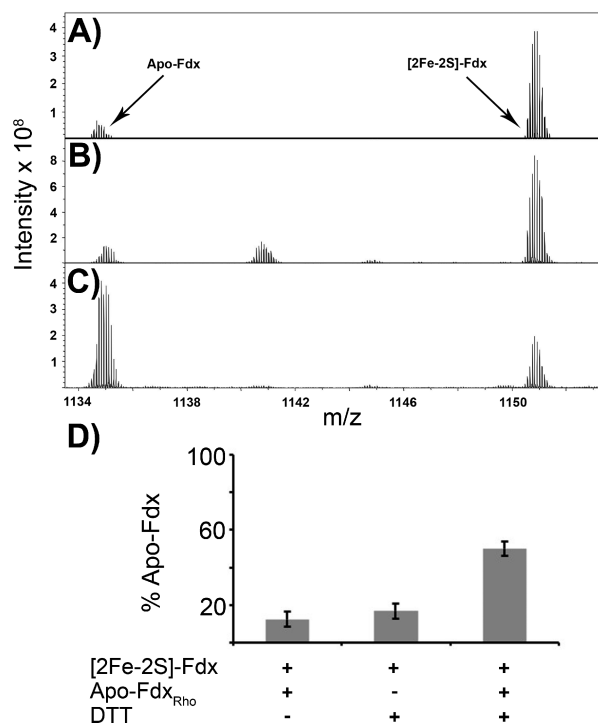 A)
4
3
2
1
Apo-Fdx
[2Fe-2S]-Fdx
B)
8
6
4
2
Intensity x 10⁸
C)
4
3
2
1
1134 1138 1142 1146 1150
m/z
D)
100
60
20
% Apo-Fdx
[2Fe-2S]-Fdx + + +
Apo-FdxRho + - +
DTT - + +